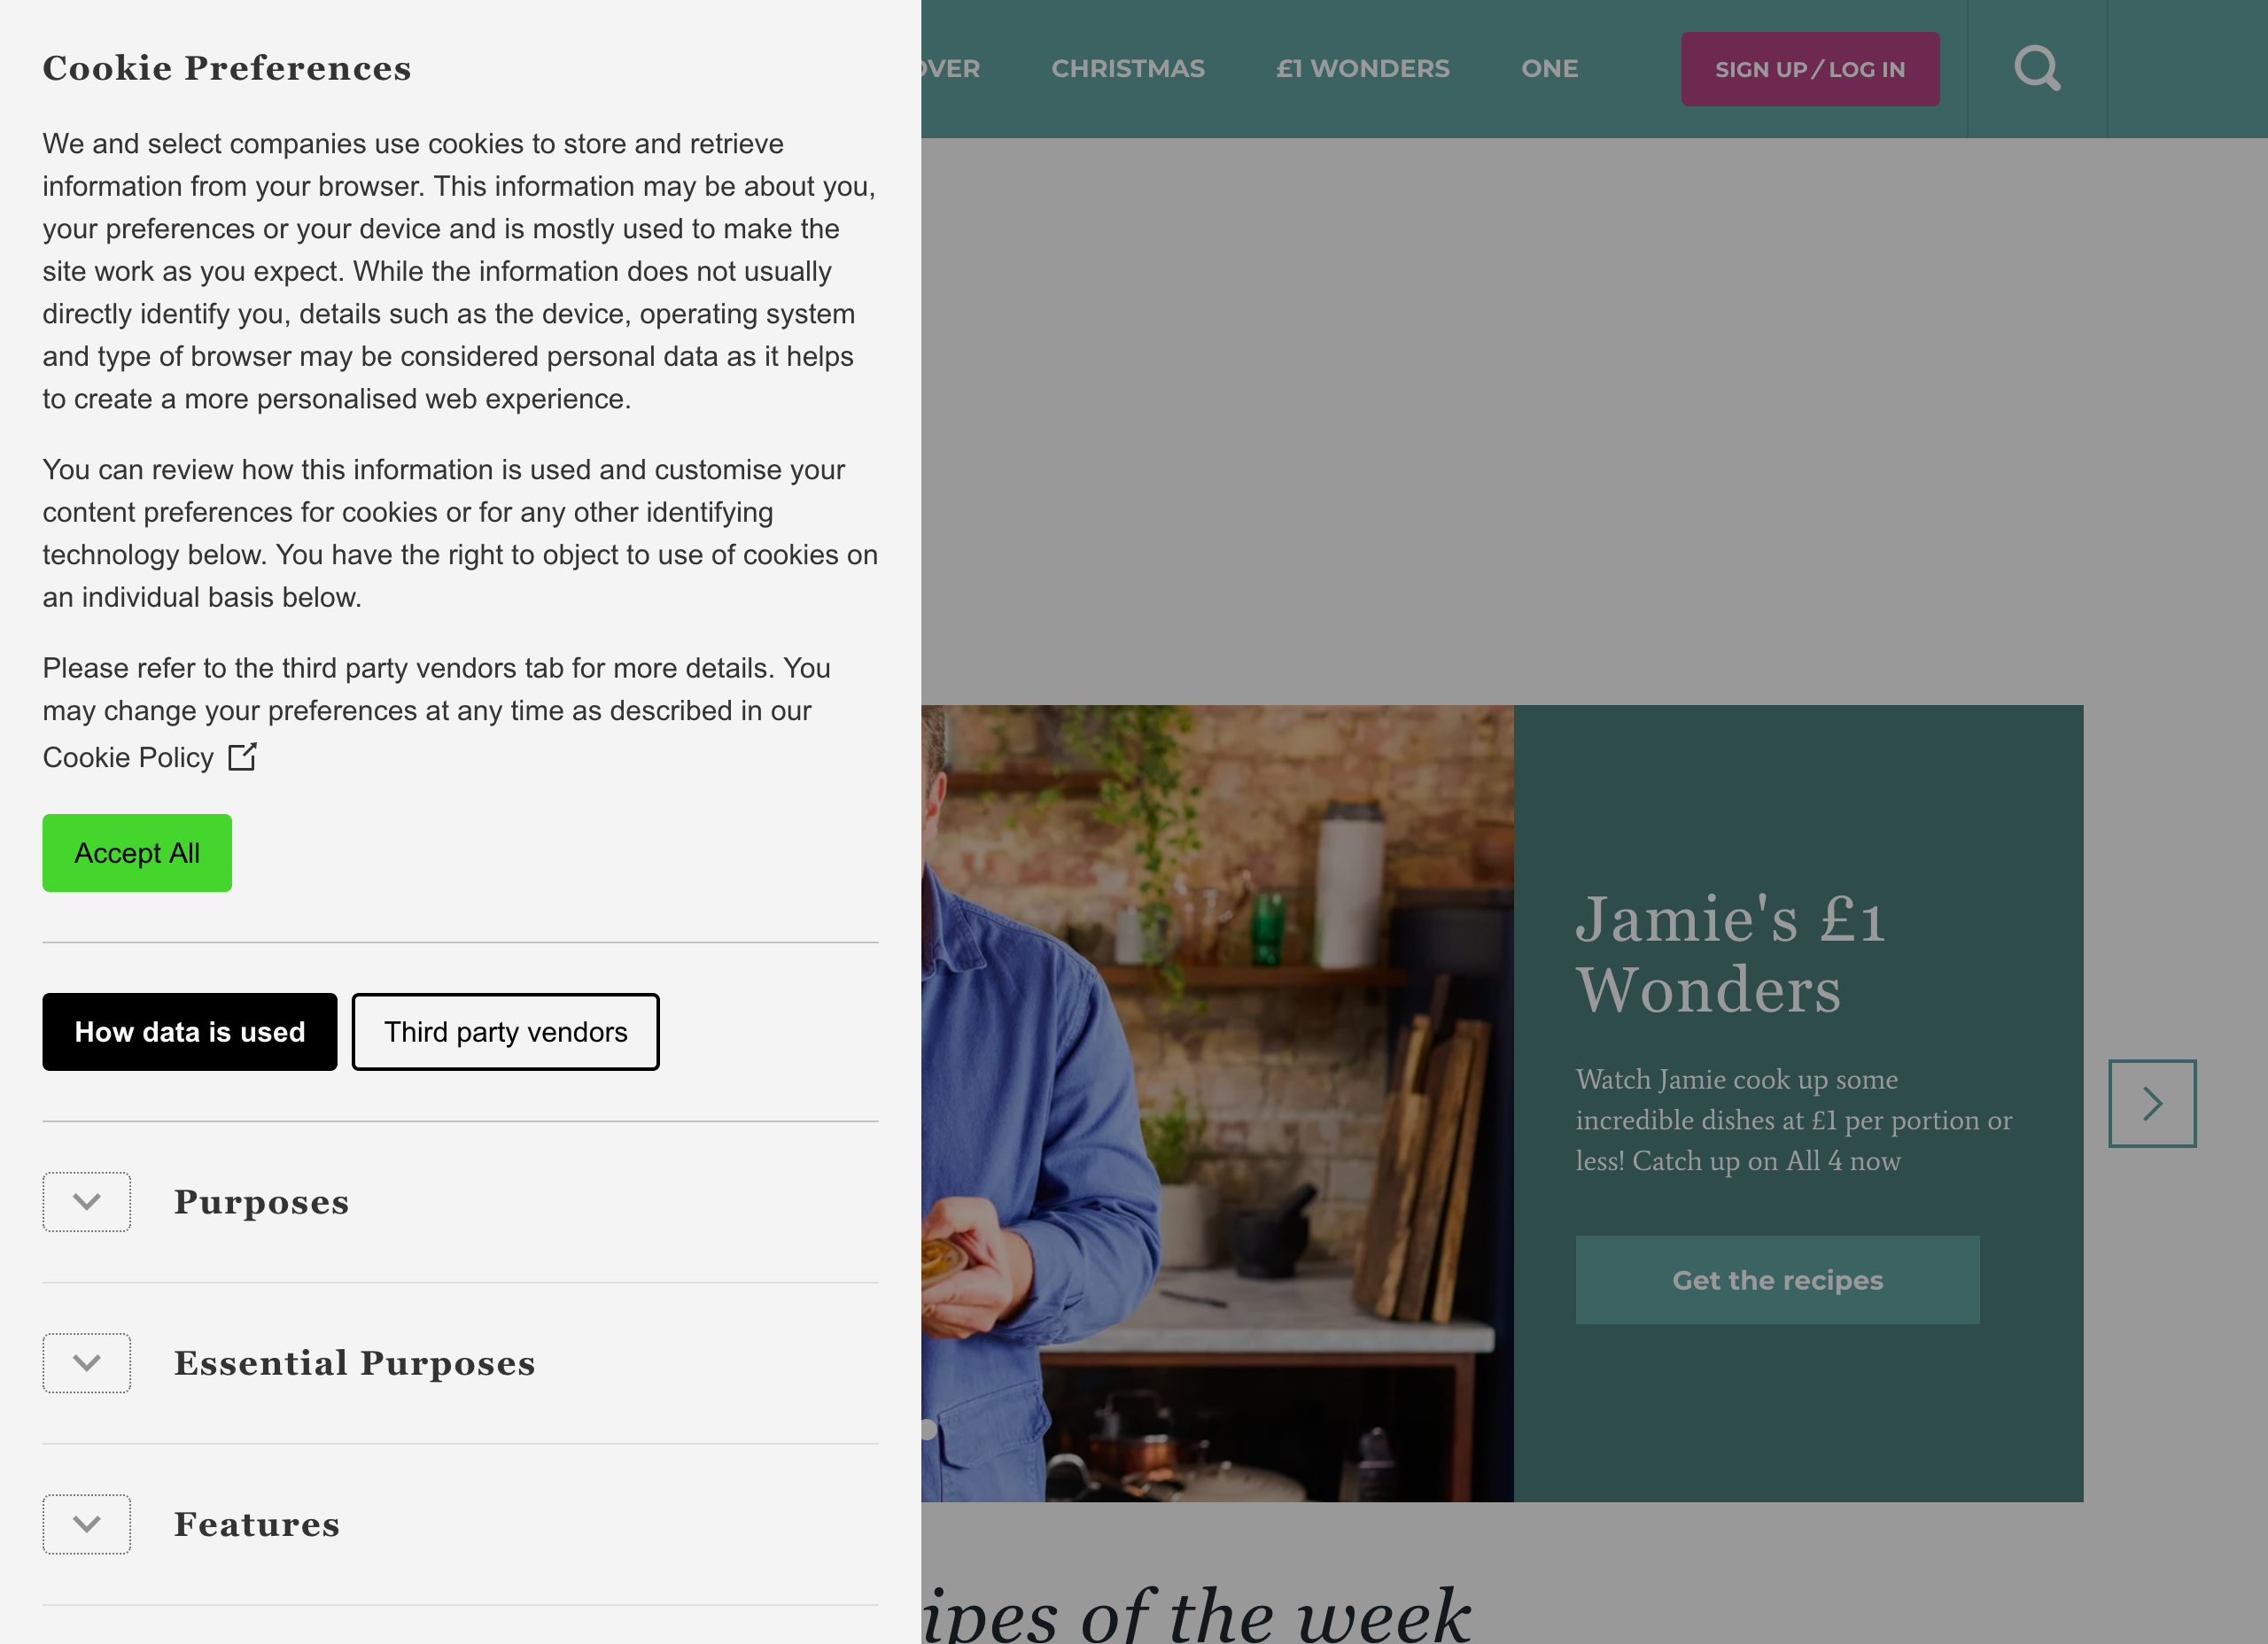 Cookie Preferences
We and select companies use cookies to store and retrieve
information from your browser. This information may be about you,
your preferences or your device and is mostly used to make the
site work as you expect. While the information does not usually
directly identify you, details such as the device, operating system
and type of browser may be considered personal data as it helps
to create a more personalised web experience.
You can review how this information is used and customise your
content preferences for cookies or for any other identifying
technology below. You have the right to object to use of cookies on
an individual basis below.
Please refer to the third party vendors tab for more details. You
may change your preferences at any time as described in our
Cookie Policy
Accept All
How data is used
Third party vendors
Purposes
Essential Purposes
Features
CHRISTMAS
£1 WONDERS
ONE
SIGN UP / LOG IN
Jamie's £1
Wonders
Watch Jamie cook up some
incredible dishes at £1 per portion or
less! Catch up on All 4 now
Get the recipes
of the week